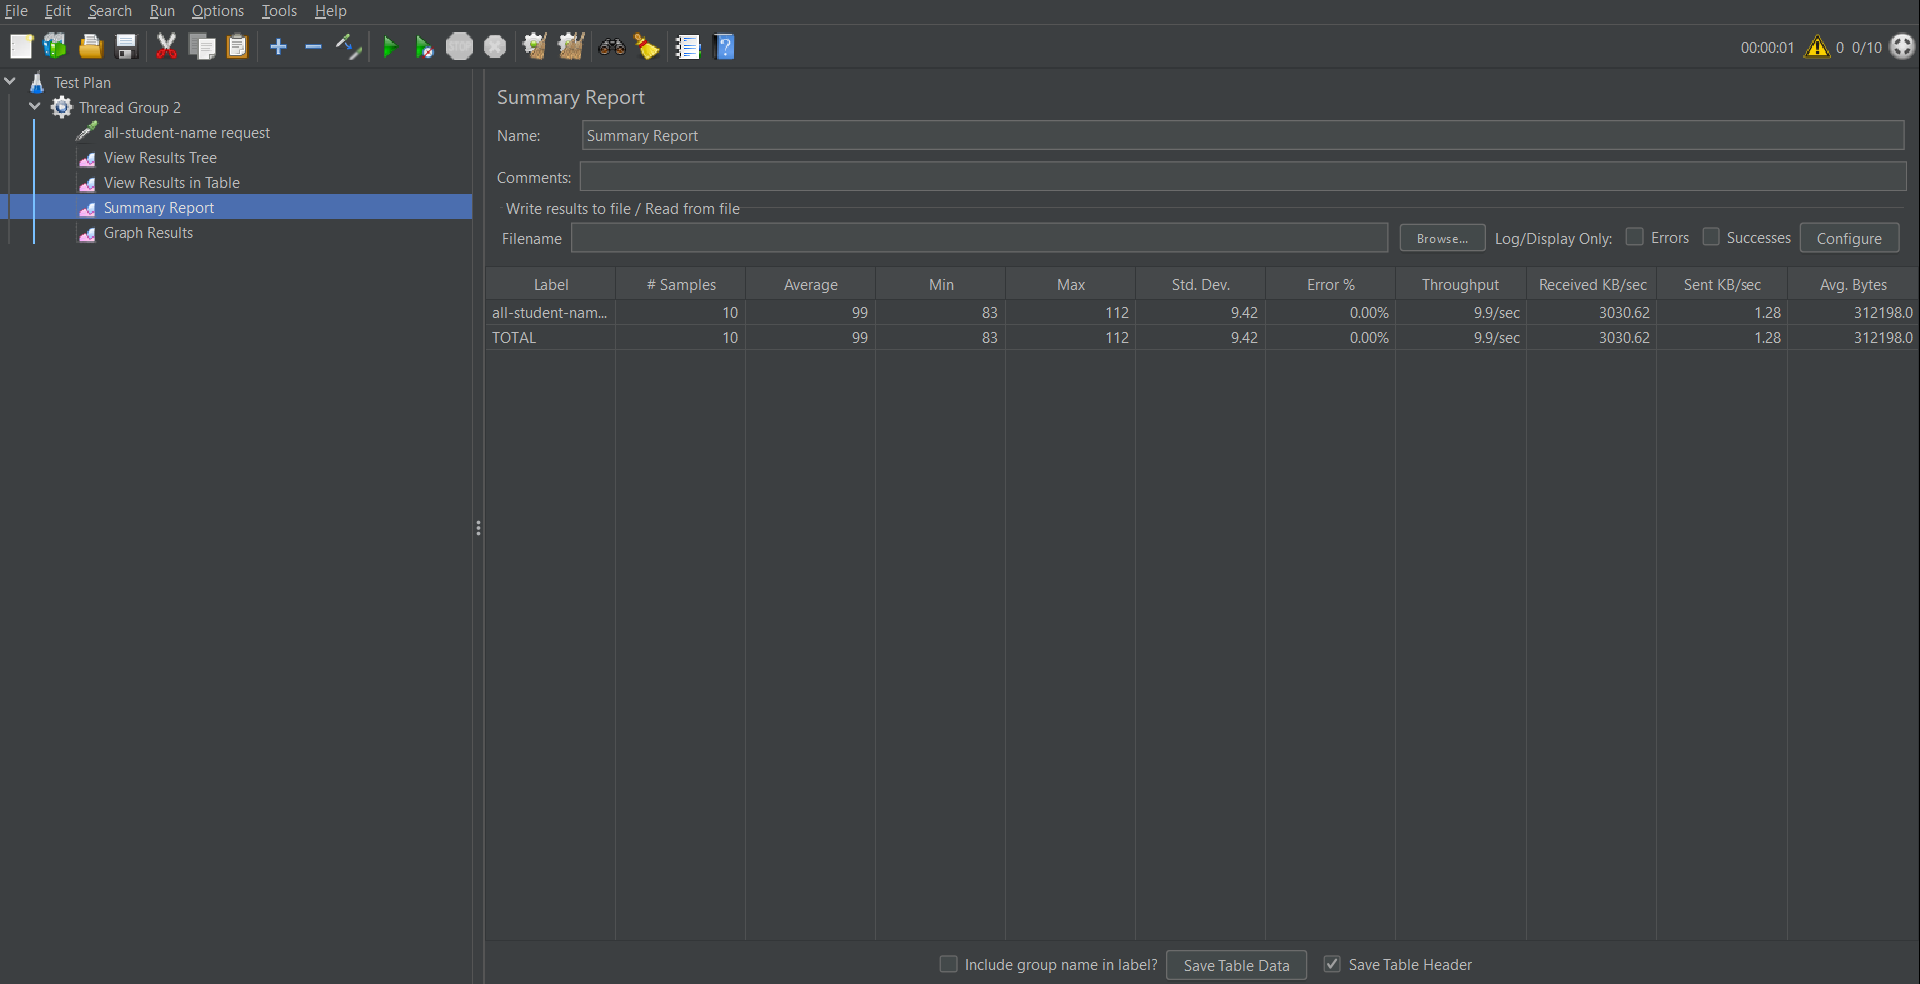 File Edit Search Run Options Tools Help
STOP 00:00:01 0 0/10
Test Plan
Thread Group 2
all-student-name request
View Results Tree
View Results in Table
Summary Report
Graph Results
Summary Report
Name: Summary Report
Comments:
Write results to file / Read from file
Filename Browse... Log/Display Only: Errors Successes Configure
Label # Samples Average Min Max Std. Dev. Error % Throughput Received KB/sec Sent KB/sec Avg. Bytes
all-student-nam... 10 99 83 112 9.42 0.00% 9.9/sec 3030.62 1.28 312198.0
TOTAL 10 99 83 112 9.42 0.00% 9.9/sec 3030.62 1.28 312198.0
Include group name in label? Save Table Data Save Table Header